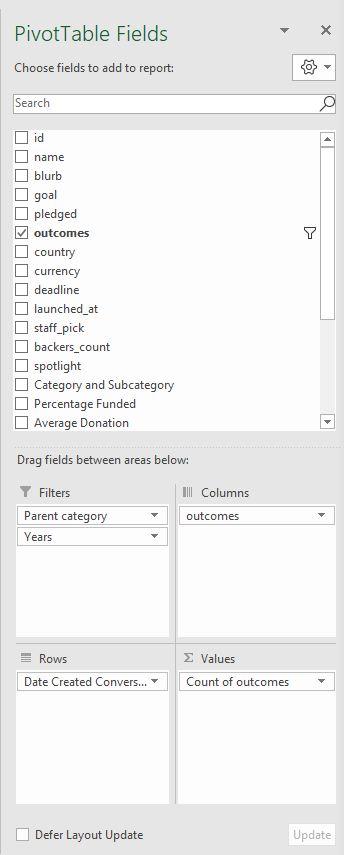 PivotTable Fields
Choose fields to add to report:
Search
id
name
blurb
goal
pledged
outcomes
country
currency
deadline
launched_at
staff_pick
backers_count
spotlight
Category and Subcategory
Percentage Funded
Average Donation
Drag fields between areas below:
Filters
Parent category
Years
Columns
outcomes
Rows
Date Created Convers...
Values
Count of outcomes
Defer Layout Update
Update